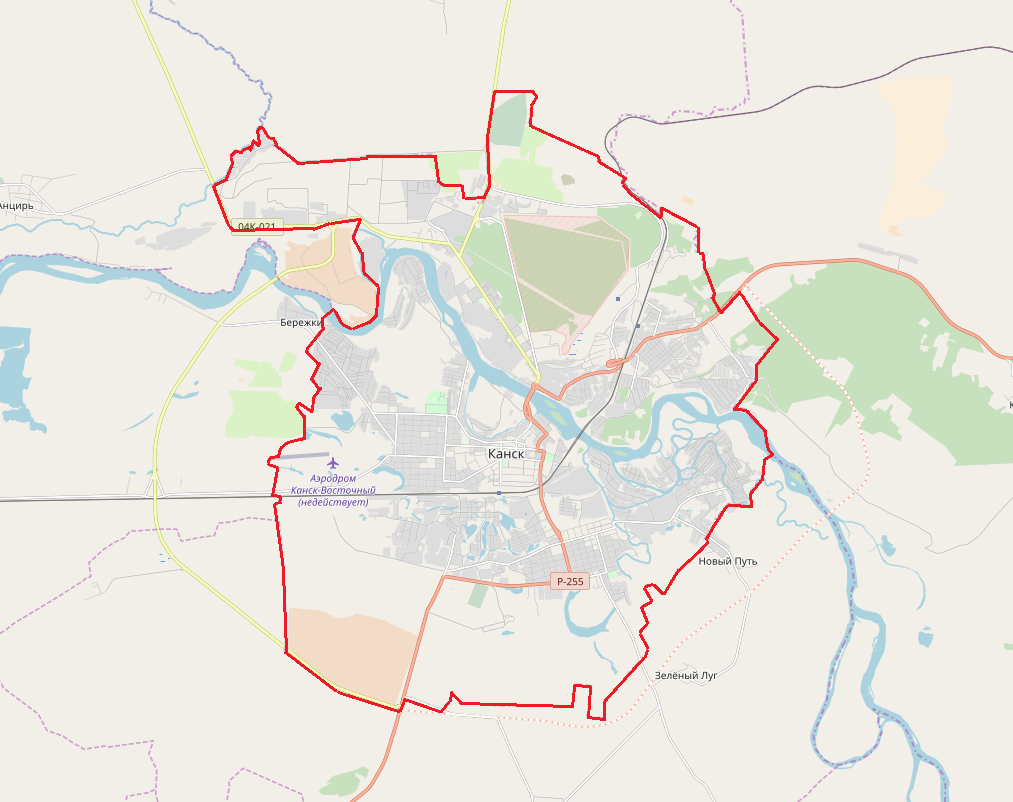 Анцирь
04К-021
Бережки
Канск
Аэродром
Канск-Восточный
(недействует)
Новый Путь
Р-255
Зелёный Луг